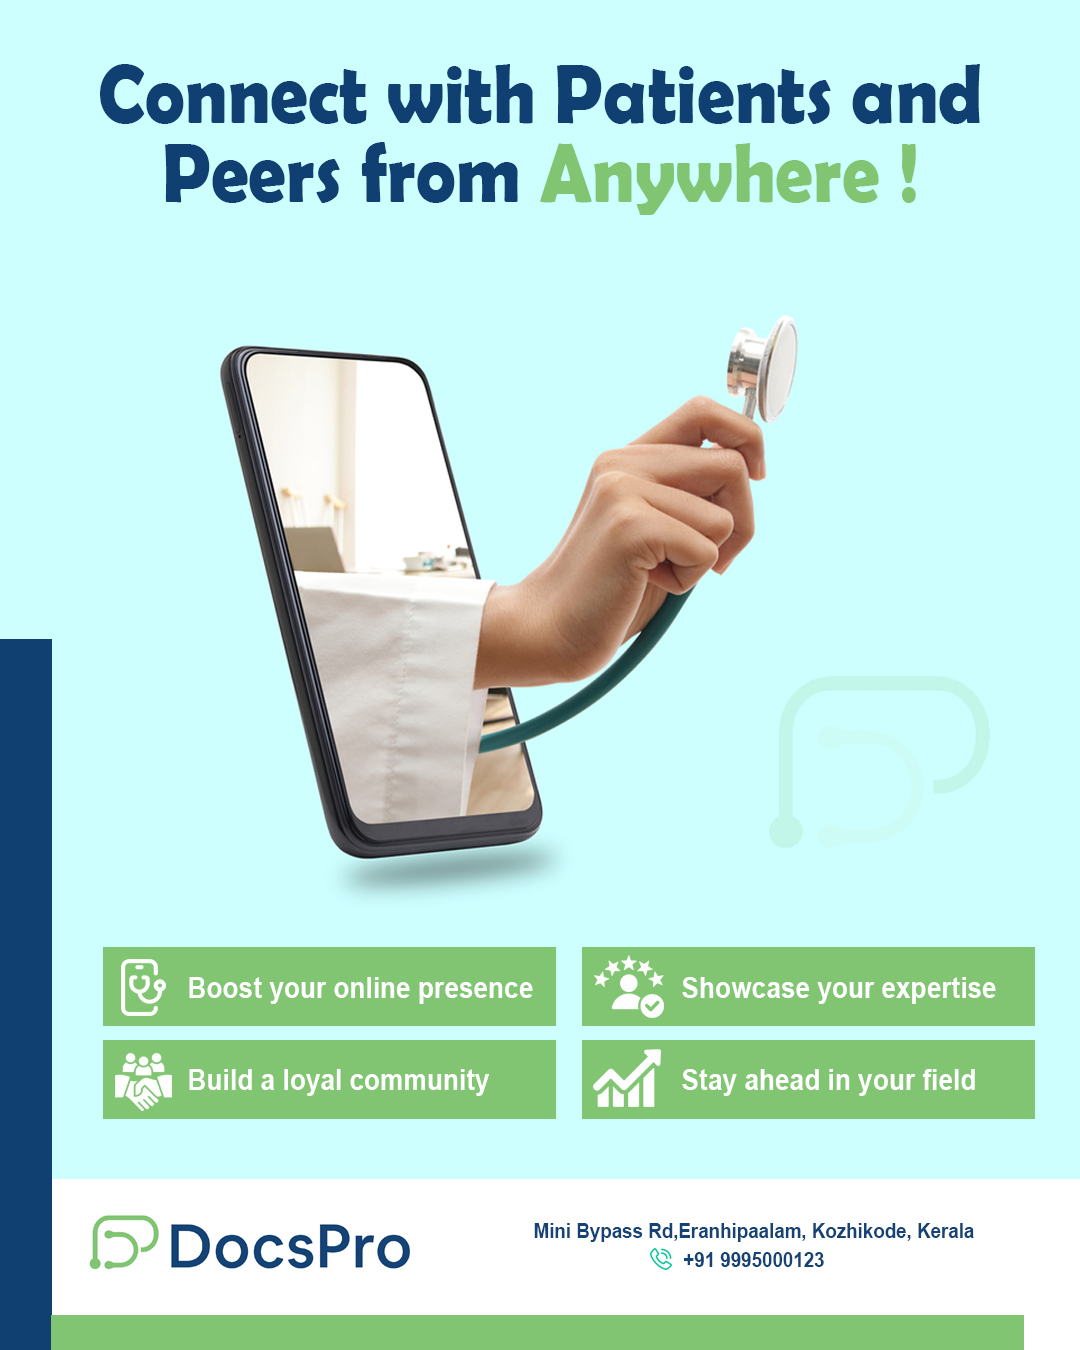 Connect with Patients and
Peers from Anywhere !
Boost your online presence
Showcase your expertise
Build a loyal community
Stay ahead in your field
DocsPro
Mini Bypass Rd,Eranhipaalam, Kozhikode, Kerala
+91 9995000123